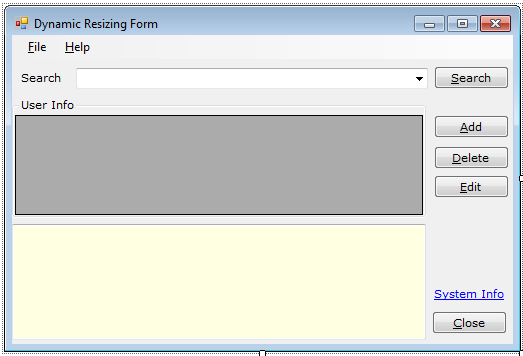 Dynamic Resizing Form
File Help
Search Search
User Info
Add
Delete
Edit
System Info
Close